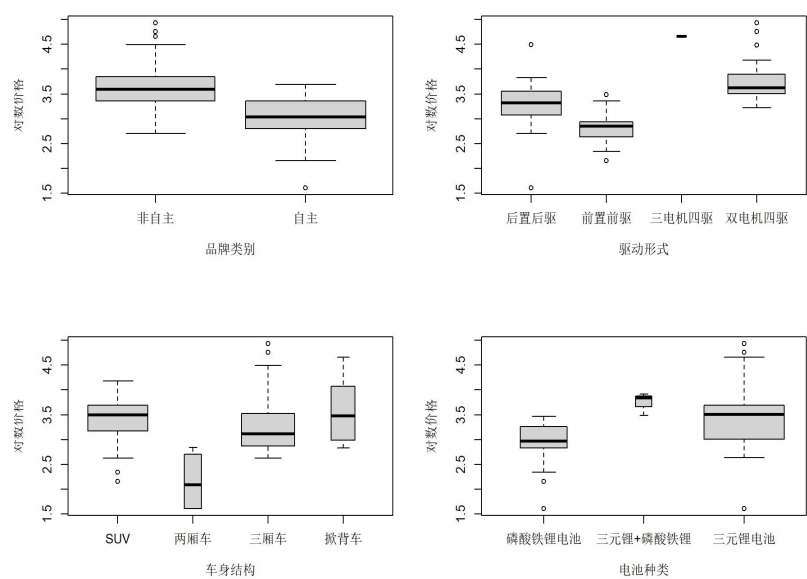 对数价格
4.5
3.5
2.5
1.5
非自主 自主
品牌类别
对数价格
4.5
3.5
2.5
1.5
后置后驱 前置前驱 三电机四驱 双电机四驱
驱动形式
对数价格
4.5
3.5
2.5
1.5
SUV 两厢车 三厢车 掀背车
车身结构
对数价格
4.5
3.5
2.5
1.5
磷酸铁锂电池 三元锂+磷酸铁锂 三元锂电池
电池种类